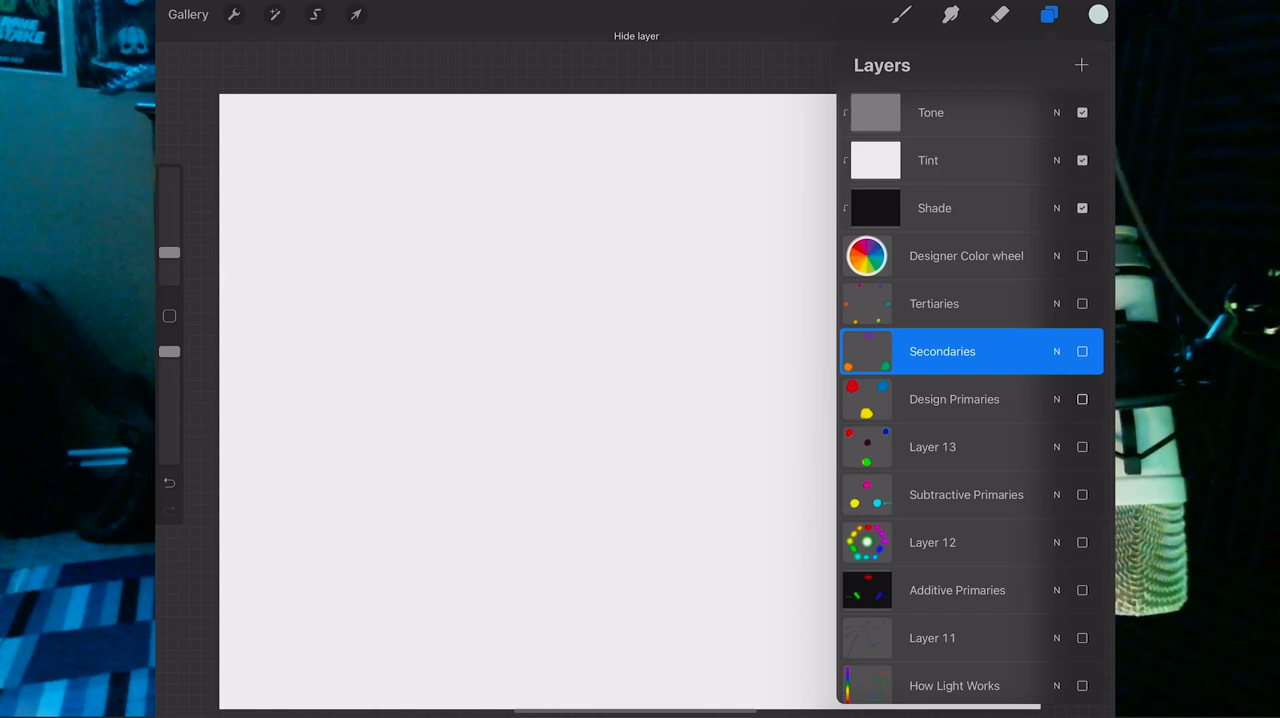 Gallery
Hide layer
Layers
Tone N
Tint N
Shade N
Designer Color wheel N
Tertiaries N
Secondaries N
Design Primaries N
Layer 13 N
Subtractive Primaries N
Layer 12 N
Additive Primaries N
Layer 11 N
How Light Works N